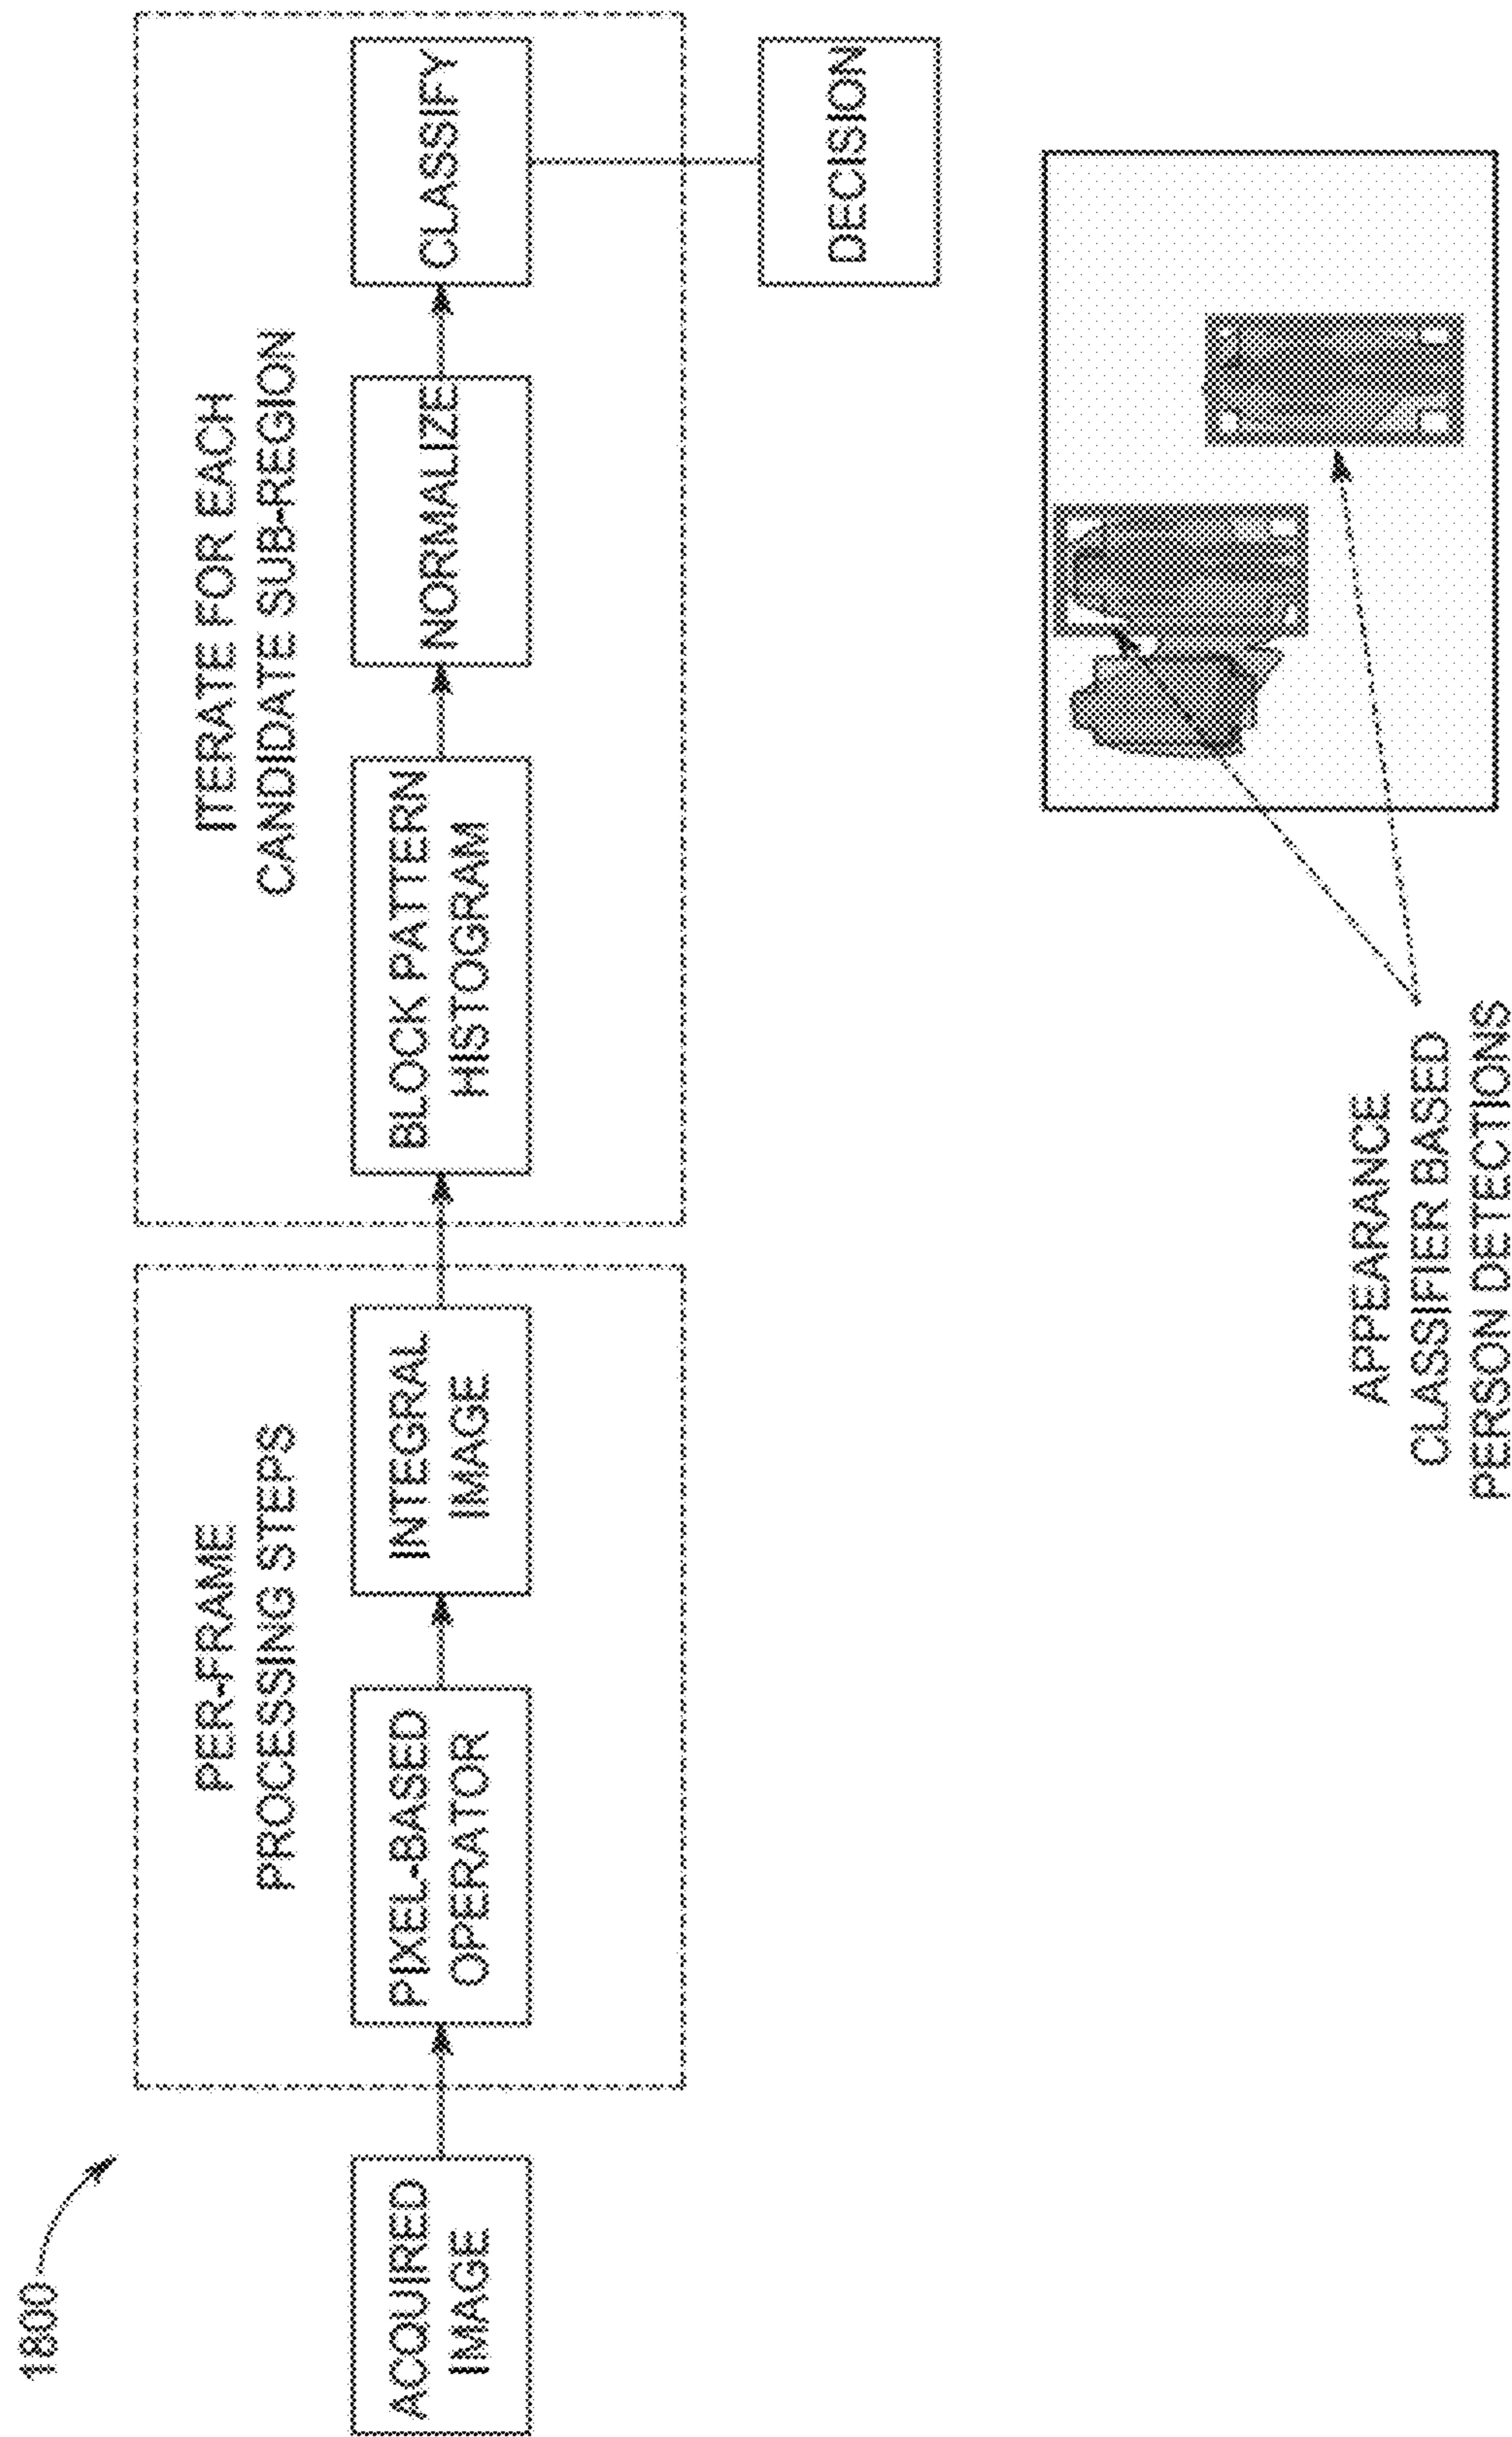 1800
PER-FRAME
PROCESSING STEPS
ITERATE FOR EACH
CANDIDATE SUB-REGION
ACQUIRED
IMAGE
PIXEL-BASED
OPERATOR
INTEGRAL
IMAGE
BLOCK PATTERN
HISTOGRAM
NORMALIZE
CLASSIFY
DECISION
APPEARANCE
CLASSIFIER BASED
PERSON DETECTIONS